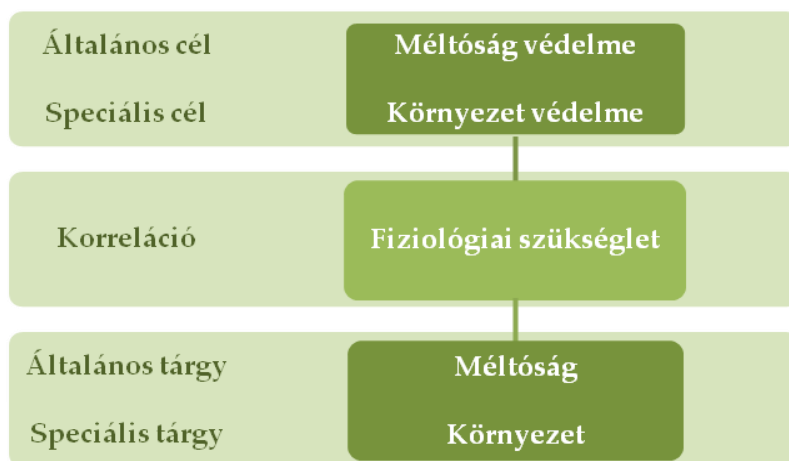 Általános cél Méltóság védelme
Speciális cél Környezet védelme
Korreláció Fiziológiai szükséglet
Általános tárgy Méltóság
Speciális tárgy Környezet